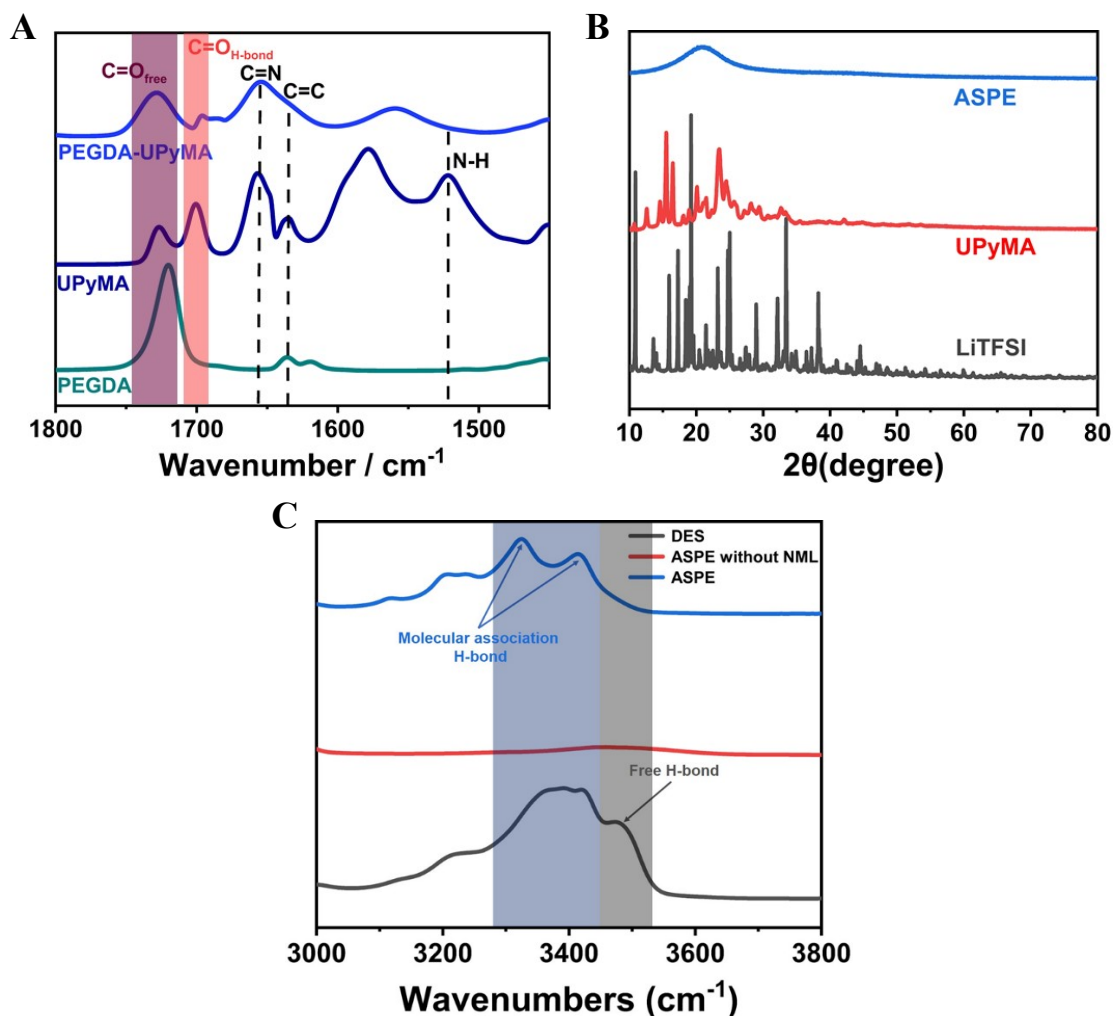 A
C=O_H-bond
C=O_free
C=N
C=C
PEGDA-UPyMA
N-H
UPyMA
PEGDA
1800 1700 1600 1500
Wavenumber / cm⁻¹
B
ASPE
UPyMA
LiTFSI
10 20 30 40 50 60 70 80
2θ(degree)
C
DES
ASPE without NML
ASPE
Molecular association
H-bond
Free H-bond
3000 3200 3400 3600 3800
Wavenumbers (cm⁻¹)